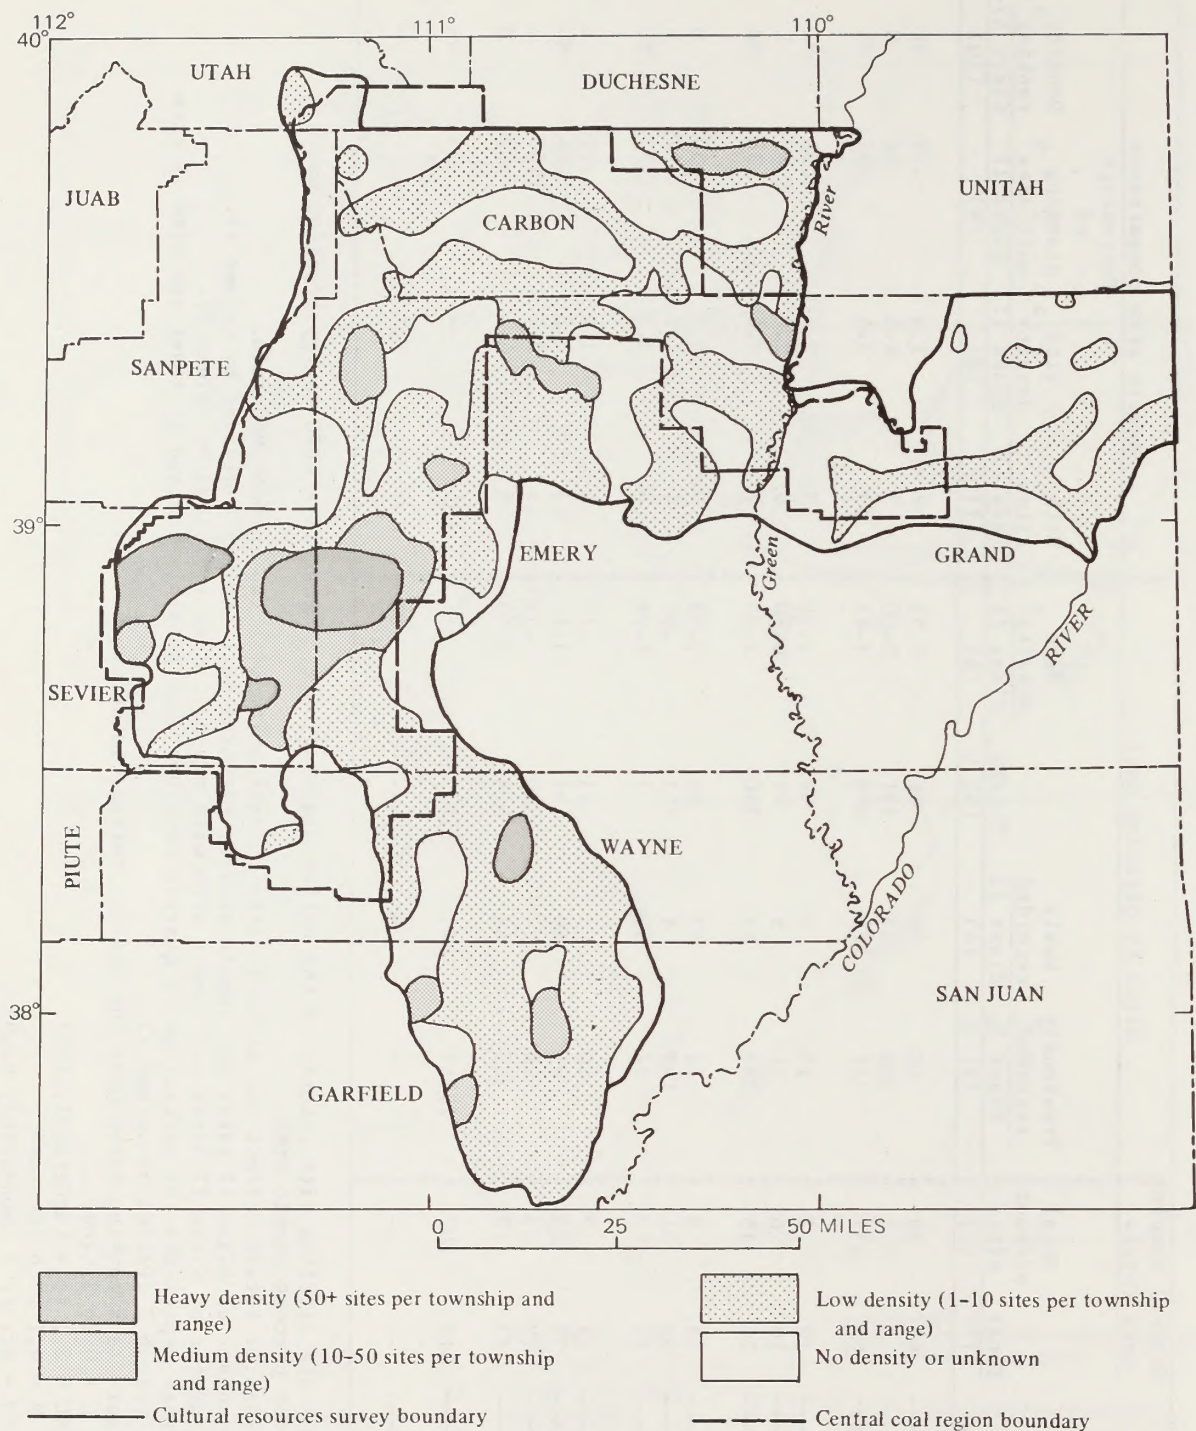 112°
111°
110°
40°
UTAH
DUCHESNE
JUAB
CARBON
River
UNITAH
SANPETE
39°
EMERY
Green
GRAND
RIVER
SEVIER
PIUTE
WAYNE
COLORADO
38°
SAN JUAN
GARFIELD
0 25 50 MILES
Heavy density (50+ sites per township and
range)
Medium density (10-50 sites per township
and range)
Cultural resources survey boundary
Low density (1-10 sites per township
and range)
No density or unknown
Central coal region boundary